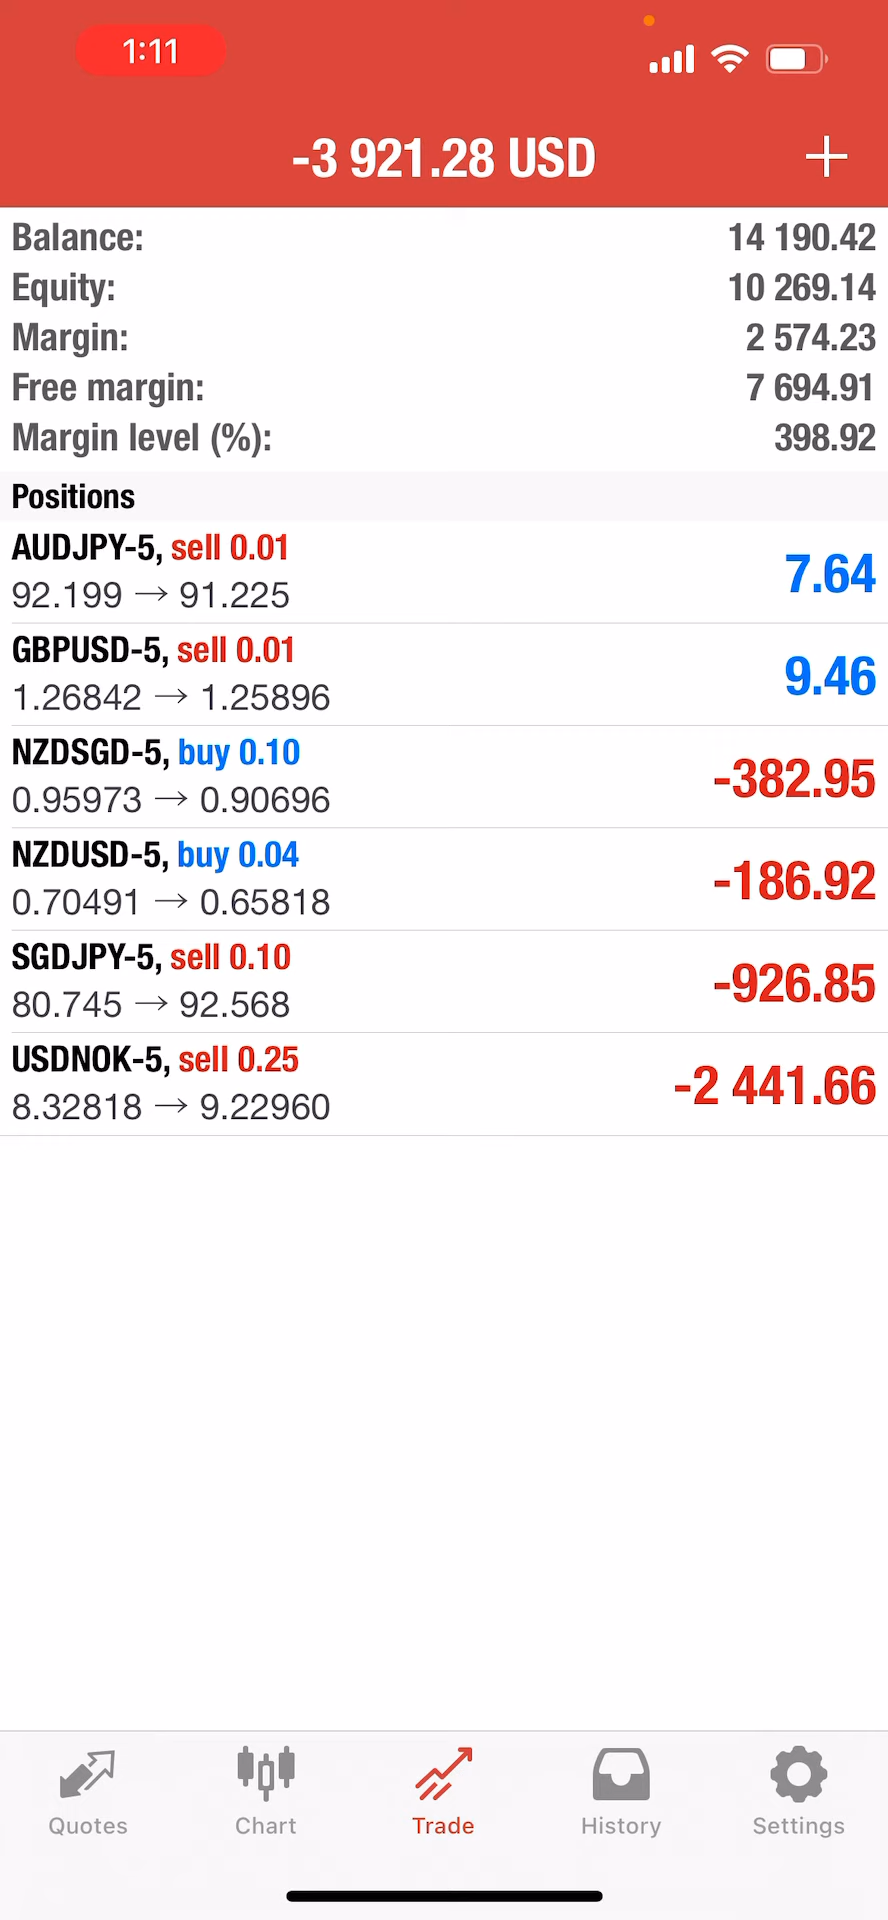 1:11
-3 921.28 USD
Balance: 14 190.42
Equity: 10 269.14
Margin: 2 574.23
Free margin: 7 694.91
Margin level (%): 398.92
Positions
AUDJPY-5, sell 0.01
92.199 → 91.225
7.64
GBPUSD-5, sell 0.01
1.26842 → 1.25896
9.46
NZDSGD-5, buy 0.10
0.95973 → 0.90696
-382.95
NZDUSD-5, buy 0.04
0.70491 → 0.65818
-186.92
SGDJPY-5, sell 0.10
80.745 → 92.568
-926.85
USDNOK-5, sell 0.25
8.32818 → 9.22960
-2 441.66
Quotes Chart Trade History Settings